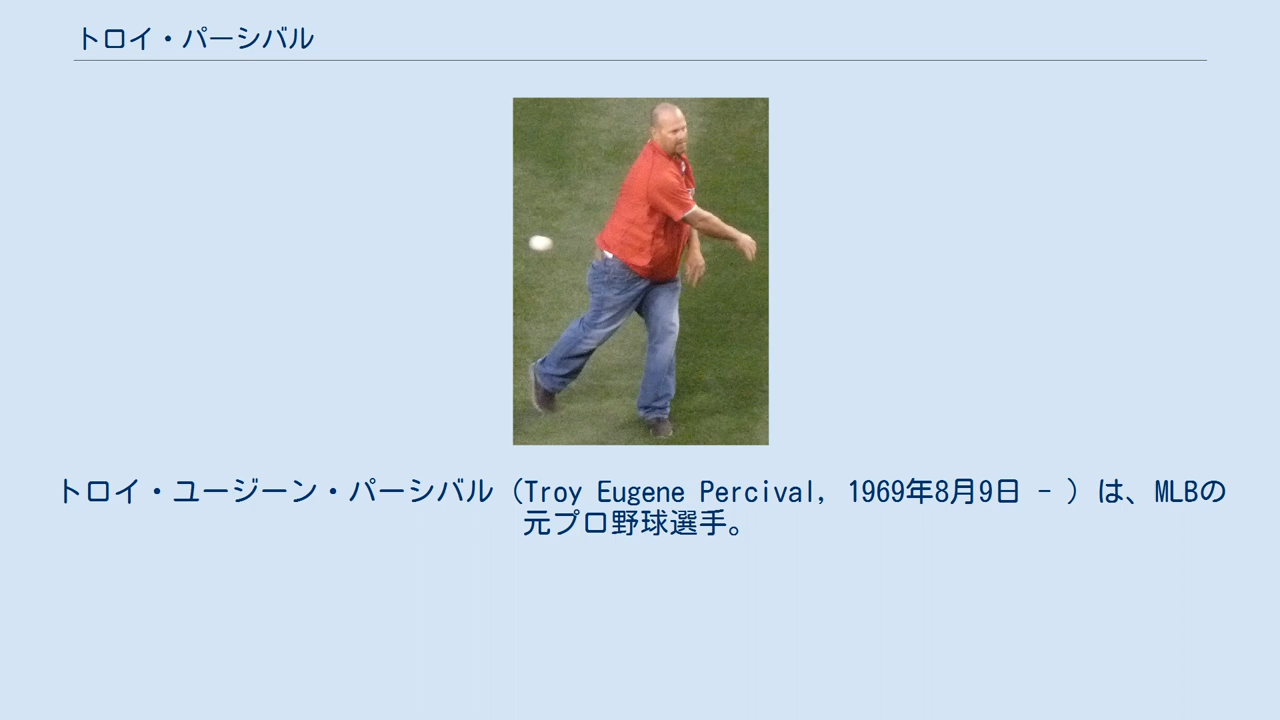 トロイ・パーシバル
トロイ・ユージーン・パーシバル（Troy Eugene Percival, 1969年8月9日 - ）は、MLBの
元プロ野球選手。